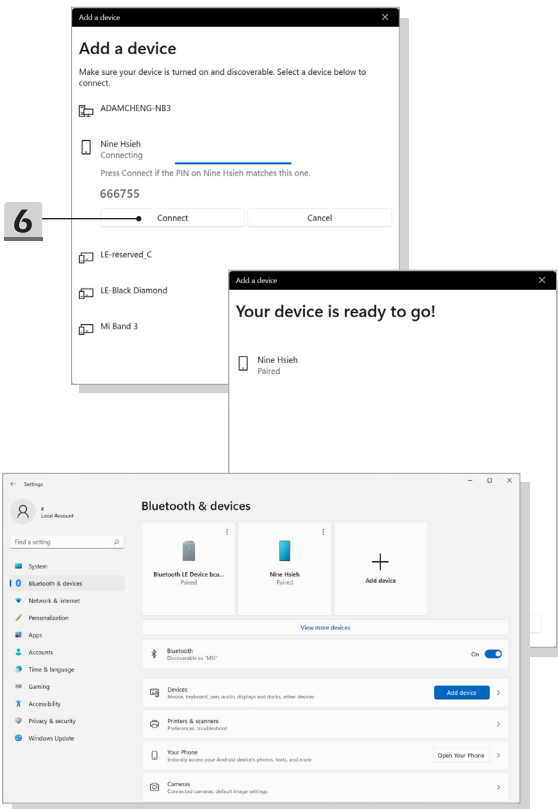 Add a device
Add a device
Make sure your device is turned on and discoverable. Select a device below to
connect.
ADAMCHENG-NB3
Nine Hsieh
Connecting
Press Connect if the PIN on Nine Hsieh matches this one.
666755
6
Connect
Cancel
LE-reserved_C
LE-Black Diamond
Mi Band 3
Add a device
Your device is ready to go!
Nine Hsieh
Paired
Settings
z
Local Account
Find a setting
System
Bluetooth & devices
Network & internet
Personalization
Apps
Accounts
Time & language
Gaming
Accessibility
Privacy & security
Windows Update
Bluetooth & devices
Bluetooth LE Device bca...
Paired
Nine Hsieh
Paired
Add device
View more devices
Bluetooth
Discoverable as "MSI"
On
Devices
Mouse, keyboard, pen, audio, displays and docks, other devices
Add device
Printers & scanners
Preferences, troubleshoot
Your Phone
Instantly access your Android device's photos, texts, and more
Open Your Phone
Cameras
Connected cameras, default image settings